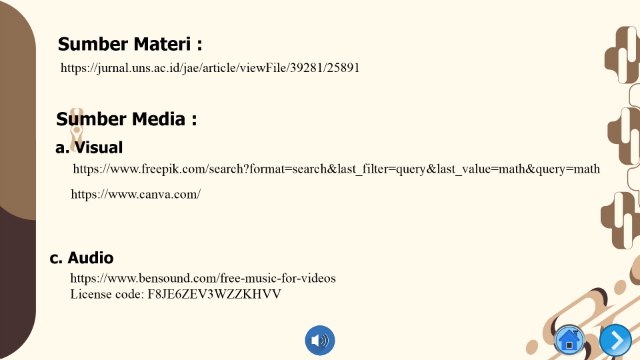 Sumber Materi :
https://jurnal.uns.ac.id/jae/article/viewFile/39281/25891
Sumber Media :
a. Visual
https://www.freepik.com/search?format=search&last_filter=query&last_value=math&query=math
https://www.canva.com/
c. Audio
https://www.bensound.com/free-music-for-videos
License code: F8JE6ZEV3WZZKHVV